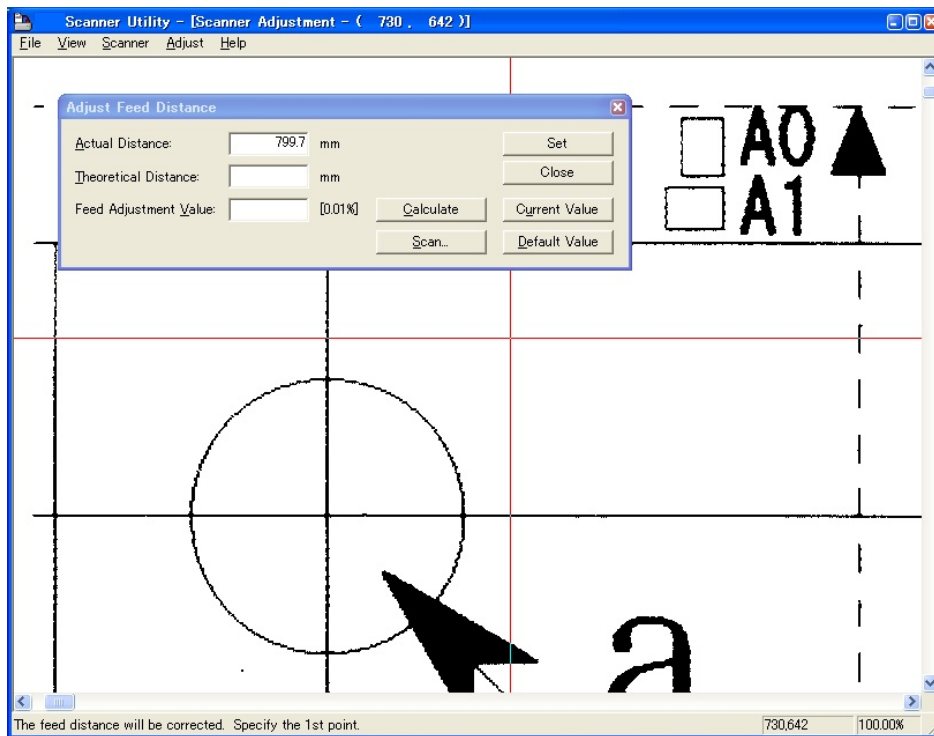 Scanner Utility - [Scanner Adjustment - ( 730 , 642 )]
File View Scanner Adjust Help
Adjust Feed Distance
Actual Distance: 799.7 mm Set
Theoretical Distance: mm Close
Feed Adjustment Value: [0.01%] Calculate Current Value
Scan... Default Value
A0
A1
a
The feed distance will be corrected. Specify the 1st point. 730,642 100.00%